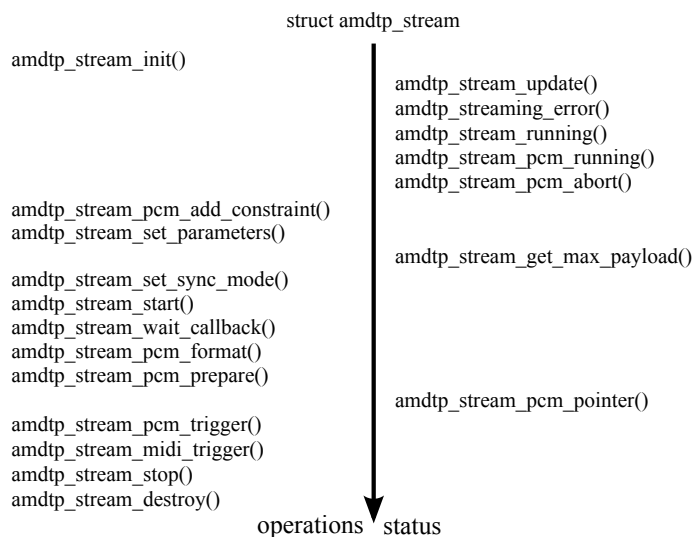 struct amdtp_stream
amdtp_stream_init()
amdtp_stream_update()
amdtp_streaming_error()
amdtp_stream_running()
amdtp_stream_pcm_running()
amdtp_stream_pcm_abort()
amdtp_stream_pcm_add_constraint()
amdtp_stream_set_parameters()
amdtp_stream_get_max_payload()
amdtp_stream_set_sync_mode()
amdtp_stream_start()
amdtp_stream_wait_callback()
amdtp_stream_pcm_format()
amdtp_stream_pcm_prepare()
amdtp_stream_pcm_pointer()
amdtp_stream_pcm_trigger()
amdtp_stream_midi_trigger()
amdtp_stream_stop()
amdtp_stream_destroy()
operations status